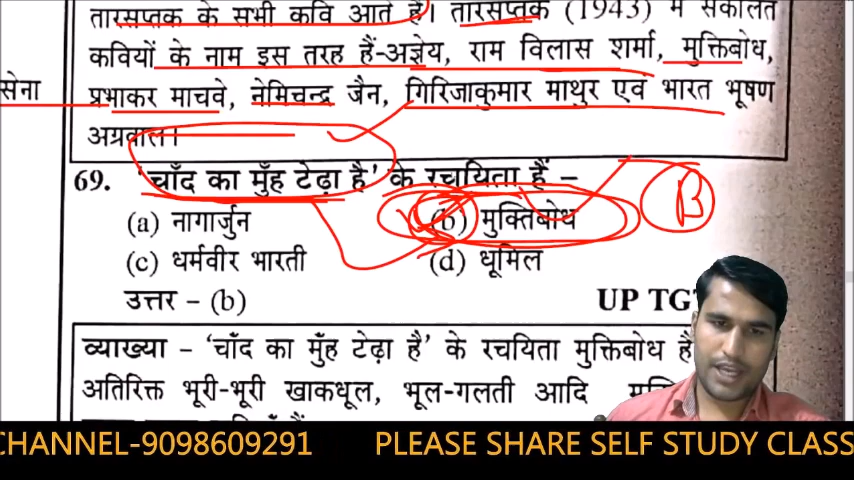 तारसप्तक के सभी कवि आते हैं। तारसप्तक (1943) में संकलित
कवियों के नाम इस तरह हैं-अज्ञेय, राम विलास शर्मा, मुक्तिबोध,
सेना
प्रभाकर माचवे, नेमिचन्द्र जैन, गिरिजाकुमार माथुर एवं भारत भूषण
अग्रवाल।
69. 'चाँद का मुँह टेढ़ा है' के रचयिता हैं –
(a) नागार्जुन (b) मुक्तिबोध
B
(c) धर्मवीर भारती (d) धूमिल
उत्तर – (b) UP TGT
व्याख्या – 'चाँद का मुँह टेढ़ा है' के रचयिता मुक्तिबोध हैं
अतिरिक्त भूरी-भूरी खाकधूल, भूल-गलती आदि
CHANNEL-9098609291 PLEASE SHARE SELF STUDY CLASS